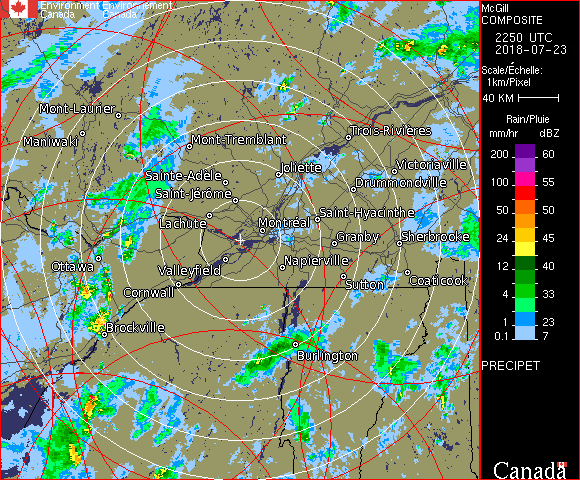 Environment Environnement
Canada Canada
McGill
COMPOSITE
2250 UTC
2018-07-23
Scale/Échelle:
1km/Pixel
40 KM
Rain/Pluie
mm/hr dBZ
200 60
100 55
50 50
24 45
12 40
4 33
2 23
0.1 7
PRECIPET
Canada
Mont-Laurier
Maniwaki
Mont-Tremblant
Trois-Rivières
Joliette
Victoriaville
Sainte-Adèle
Drummondville
Saint-Jérôme
Lachute
Montréal
Saint-Hyacinthe
Granby
Sherbrooke
Ottawa
Valleyfield
Napierville
Cornwall
Sutton
Coaticook
Brockville
Burlington